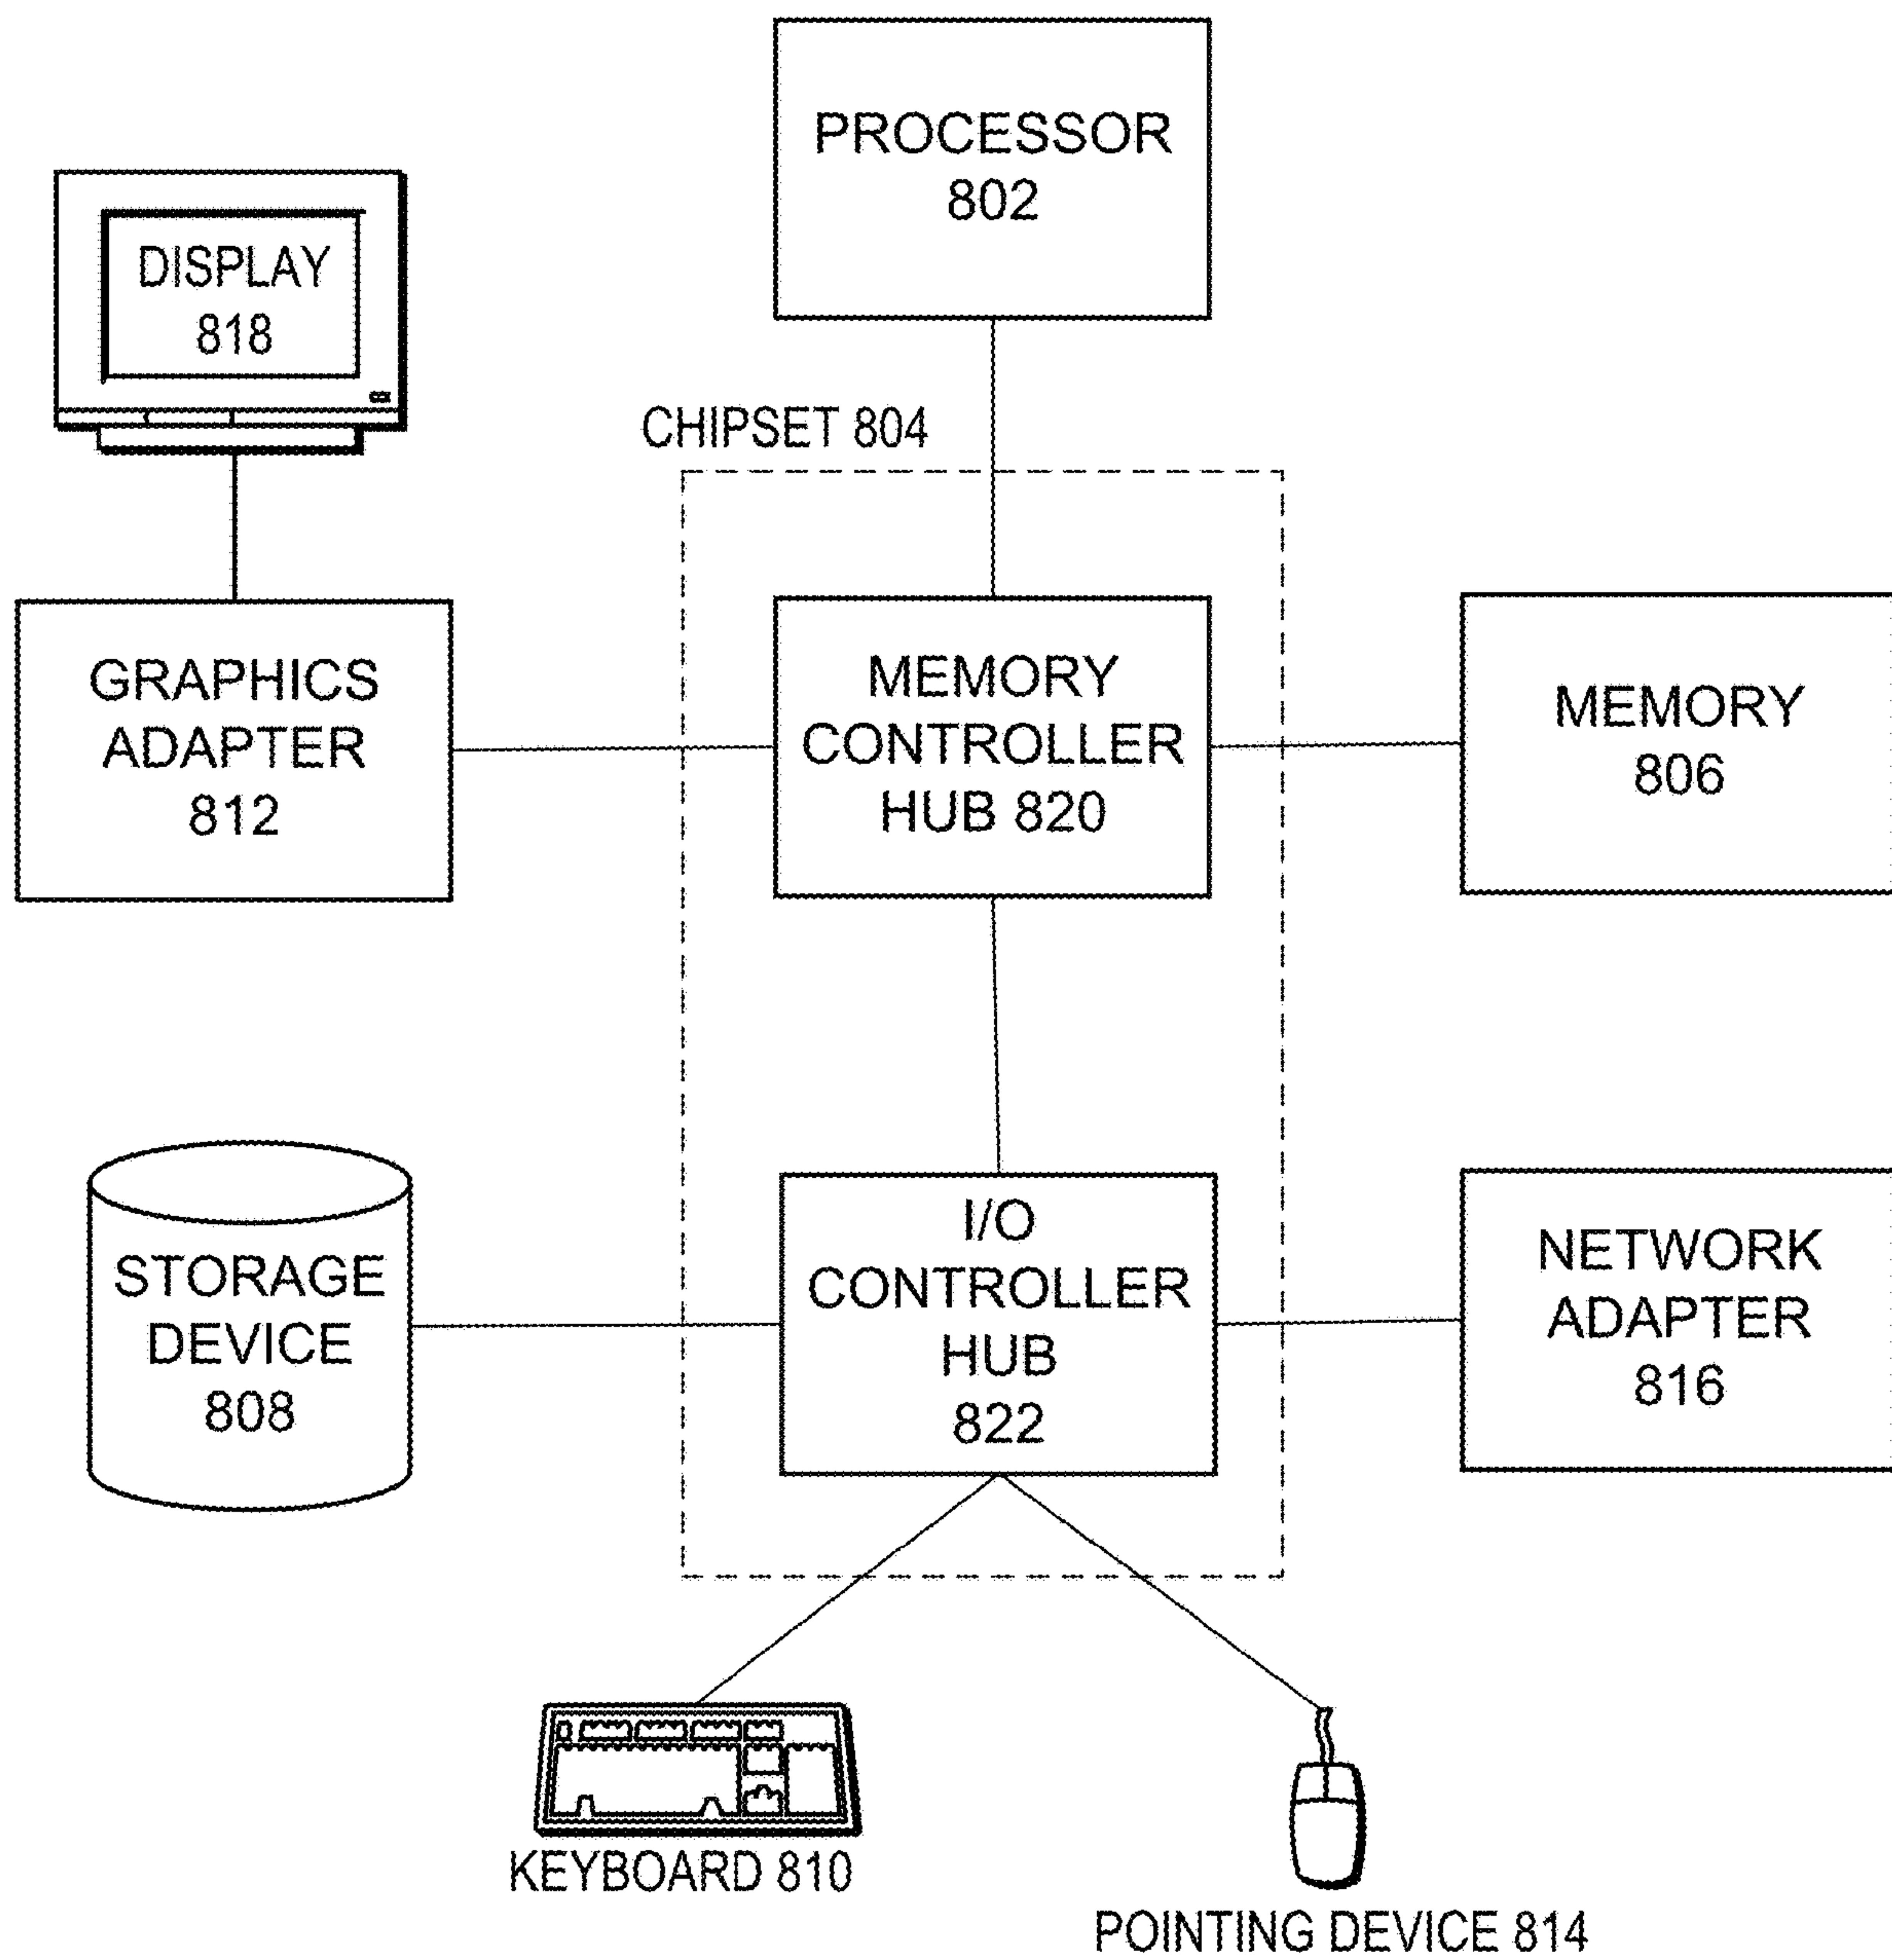 PROCESSOR
802
DISPLAY
818
CHIPSET 804
GRAPHICS
ADAPTER
812
MEMORY
CONTROLLER
HUB 820
MEMORY
806
STORAGE
DEVICE
808
I/O
CONTROLLER
HUB
822
NETWORK
ADAPTER
816
KEYBOARD 810
POINTING DEVICE 814